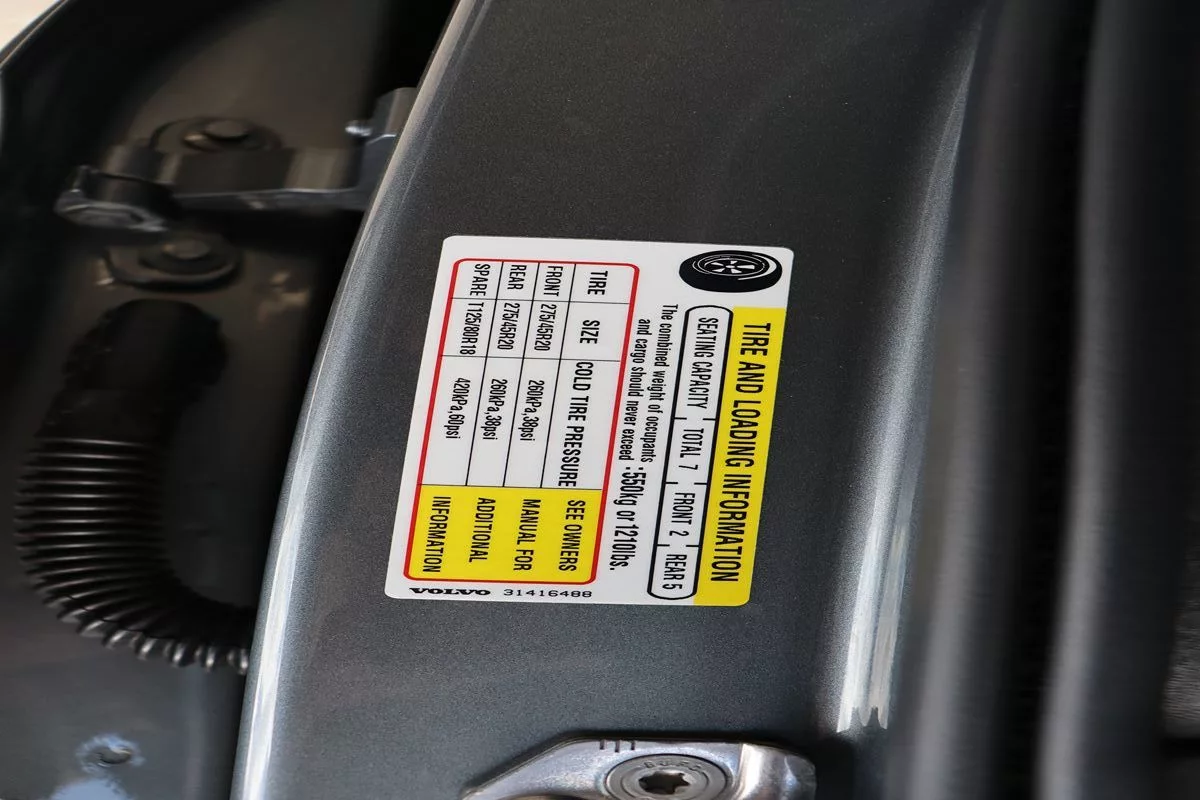 TIRE AND LOADING INFORMATION
SEATING CAPACITY TOTAL 7 FRONT 2 REAR 5
The combined weight of occupants
and cargo should never exceed :550kg or 1210lbs.
TIRE SIZE COLD TIRE PRESSURE SEE OWNERS
FRONT 275/45R20 260kPa,38psi MANUAL FOR
REAR 275/45R20 260kPa,38psi ADDITIONAL
SPARE T125/80R18 420kPa,60psi INFORMATION
VOLVO 31416488